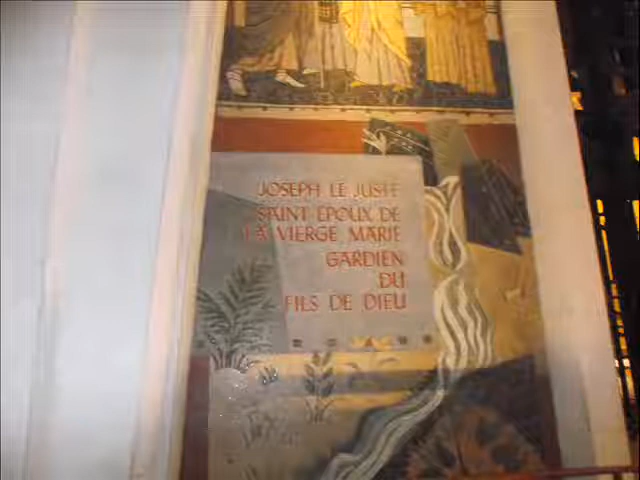 JOSEPH LE JUSTE
SAINT EPOUX DE
LA VIERGE MARIE
GARDIEN
DU
FILS DE DIEU